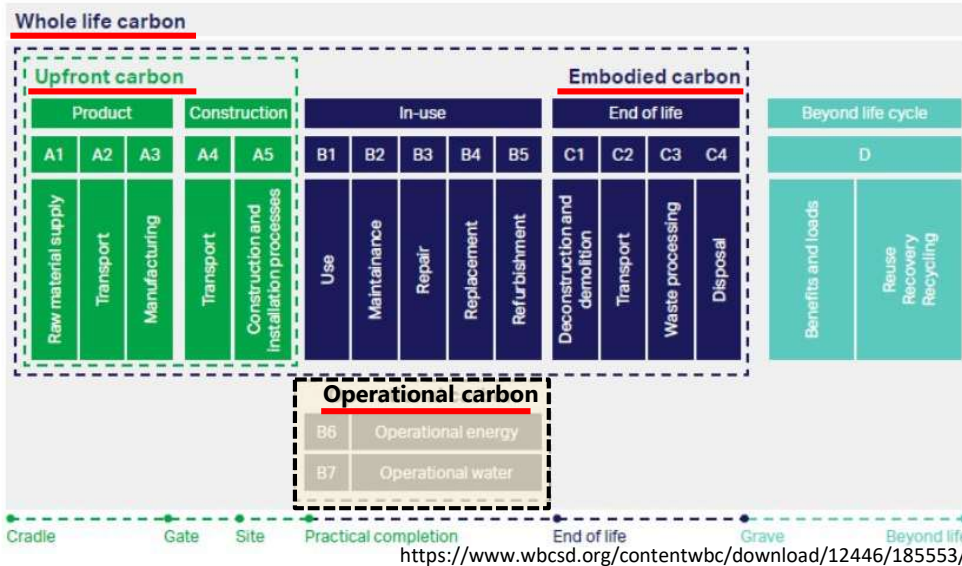 Whole life carbon
Upfront carbon
Embodied carbon
Product
Construction
In-use
End of life
Beyond life cycle
A1
A2
A3
A4
A5
B1
B2
B3
B4
B5
C1
C2
C3
C4
D
Raw material supply
Transport
Manufacturing
Transport
Construction and
installation processes
Use
Maintainance
Repair
Replacement
Refurbishment
Deconstruction and
demolition
Transport
Waste processing
Disposal
Benefits and loads
Reuse
Recovery
Recycling
Operational carbon
B6
Operational energy
B7
Operational water
Cradle
Gate
Site
Practical completion
End of life
Grave
Beyond life
https://www.wbcsd.org/contentwbc/download/12446/185553/